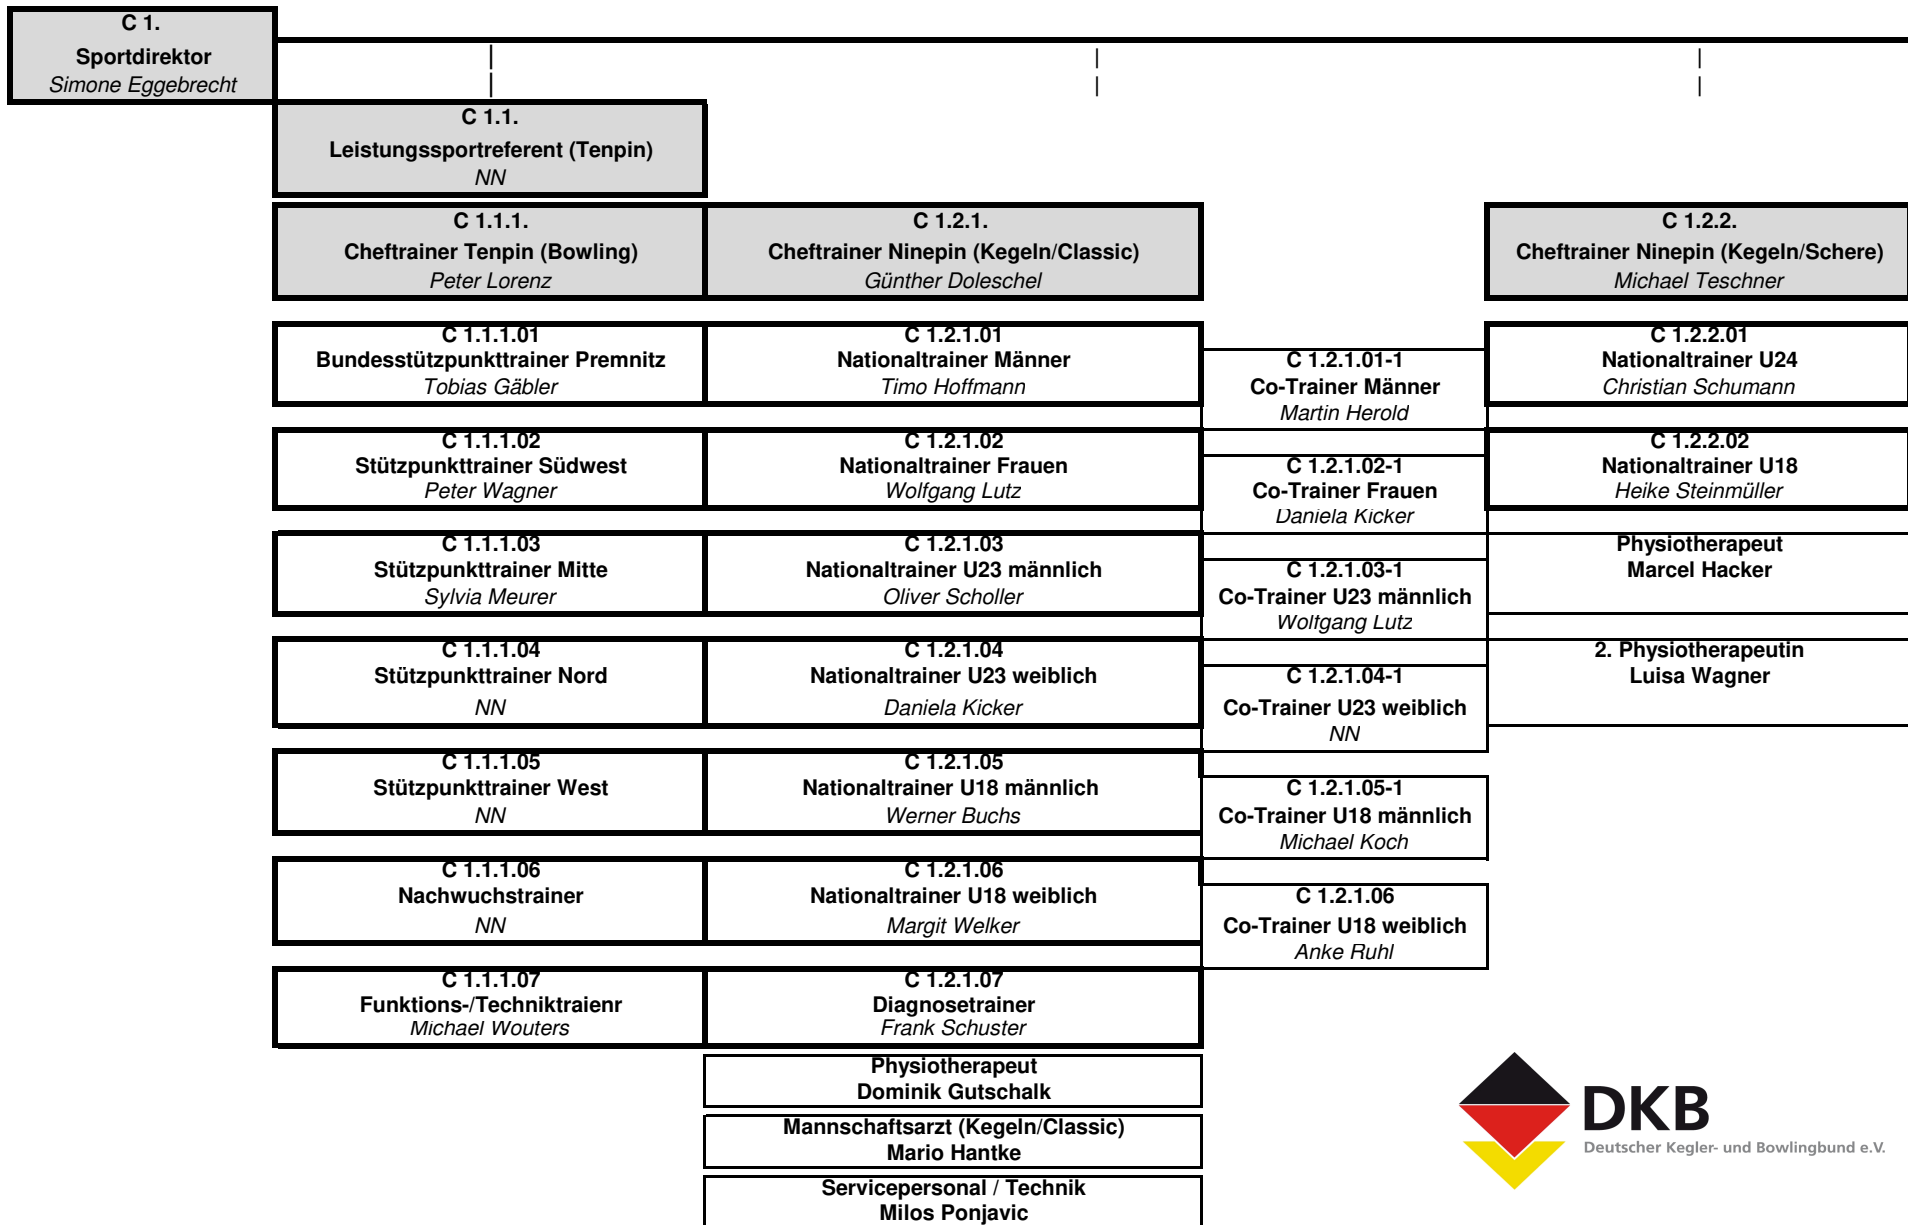 C 1.
Sportdirektor
Simone Eggebrecht
C 1.1.
Leistungssportreferent (Tenpin)
NN
C 1.1.1.
Cheftrainer Tenpin (Bowling)
Peter Lorenz
C 1.2.1.
Cheftrainer Ninepin (Kegeln/Classic)
Günther Doleschel
C 1.2.2.
Cheftrainer Ninepin (Kegeln/Schere)
Michael Teschner
C 1.1.1.01
Bundesstützpunkttrainer Premnitz
Tobias Gäbler
C 1.2.1.01
Nationaltrainer Männer
Timo Hoffmann
C 1.2.1.01-1
Co-Trainer Männer
Martin Herold
C 1.2.2.01
Nationaltrainer U24
Christian Schumann
C 1.1.1.02
Stützpunkttrainer Südwest
Peter Wagner
C 1.2.1.02
Nationaltrainer Frauen
Wolfgang Lutz
C 1.2.1.02-1
Co-Trainer Frauen
Daniela Kicker
C 1.2.2.02
Nationaltrainer U18
Heike Steinmüller
C 1.1.1.03
Stützpunkttrainer Mitte
Sylvia Meurer
C 1.2.1.03
Nationaltrainer U23 männlich
Oliver Scholler
C 1.2.1.03-1
Co-Trainer U23 männlich
Wolfgang Lutz
Physiotherapeut
Marcel Hacker
C 1.1.1.04
Stützpunkttrainer Nord
NN
C 1.2.1.04
Nationaltrainer U23 weiblich
Daniela Kicker
C 1.2.1.04-1
Co-Trainer U23 weiblich
NN
2. Physiotherapeutin
Luisa Wagner
C 1.1.1.05
Stützpunkttrainer West
NN
C 1.2.1.05
Nationaltrainer U18 männlich
Werner Buchs
C 1.2.1.05-1
Co-Trainer U18 männlich
Michael Koch
C 1.1.1.06
Nachwuchstrainer
NN
C 1.2.1.06
Nationaltrainer U18 weiblich
Margit Welker
C 1.2.1.06
Co-Trainer U18 weiblich
Anke Ruhl
C 1.1.1.07
Funktions-/Techniktraienr
Michael Wouters
C 1.2.1.07
Diagnosetrainer
Frank Schuster
Physiotherapeut
Dominik Gutschalk
Mannschaftsarzt (Kegeln/Classic)
Mario Hantke
Servicepersonal / Technik
Milos Ponjavic
DKB
Deutscher Kegler- und Bowlingbund e.V.